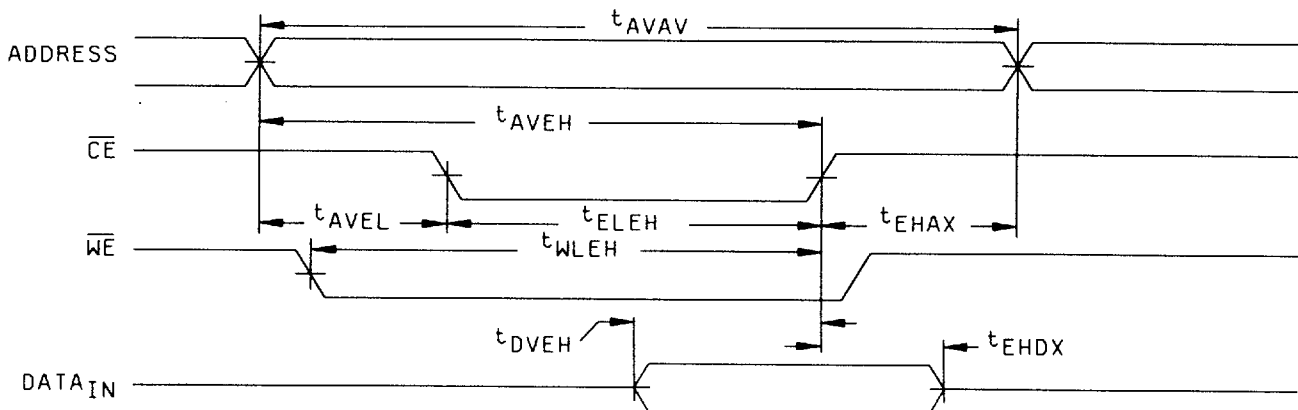 tAVAV
ADDRESS
tAVEH
CE
tAVEL tELEH tEHAX
WE tWLEH
tDVEH tEHDX
DATAIN